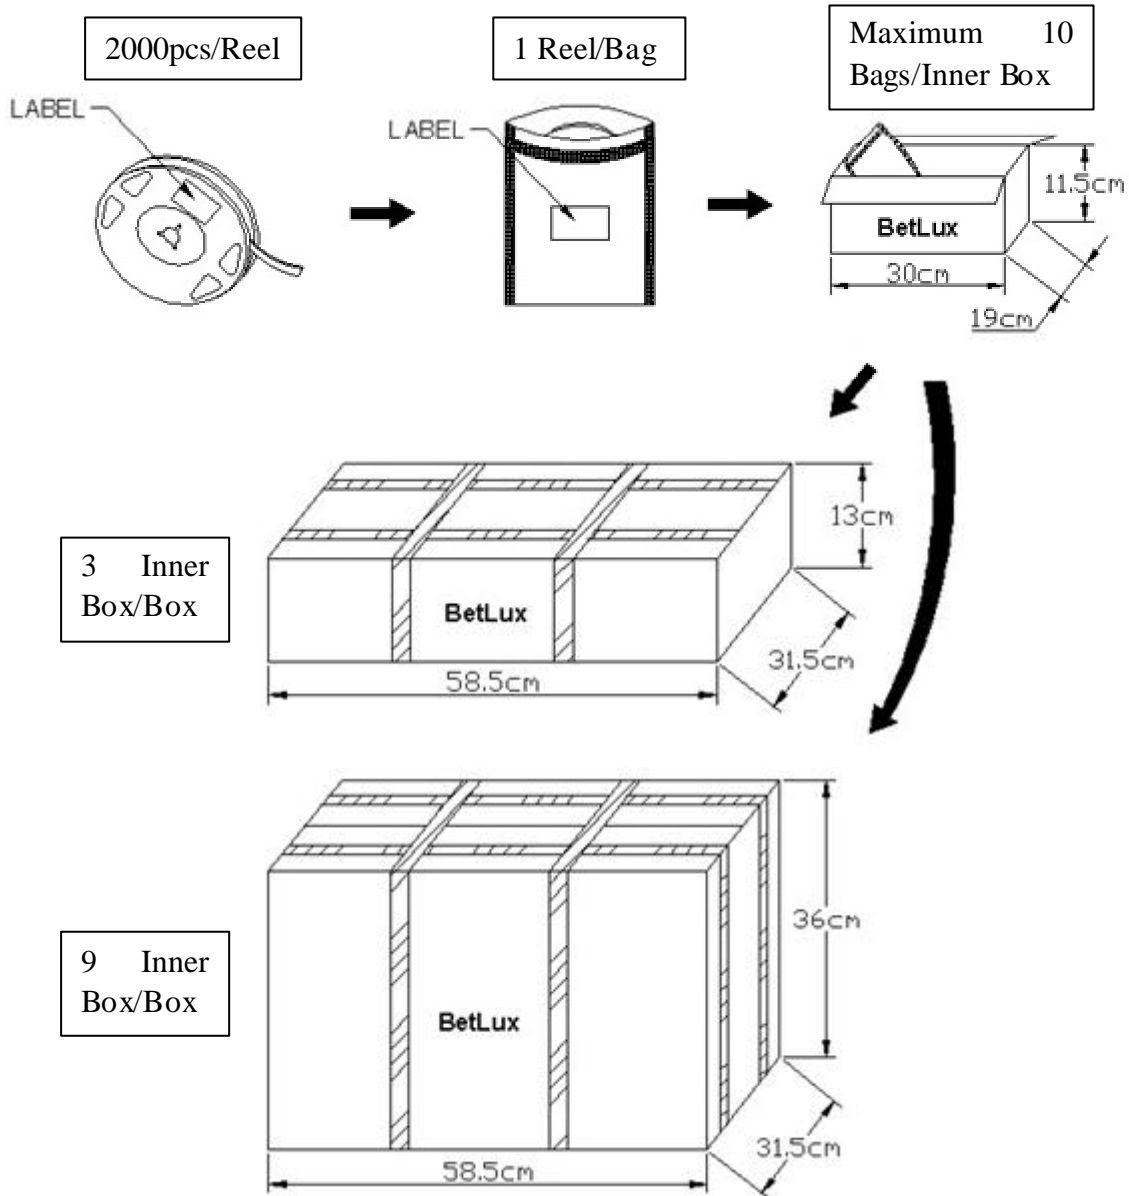 2000pcs/Reel
1 Reel/Bag
Maximum 10
Bags/Inner Box
LABEL
LABEL
11.5cm
BetLux
30cm
19cm
13cm
3 Inner
Box/Box
BetLux
31.5cm
58.5cm
36cm
9 Inner
Box/Box
BetLux
31.5cm
58.5cm